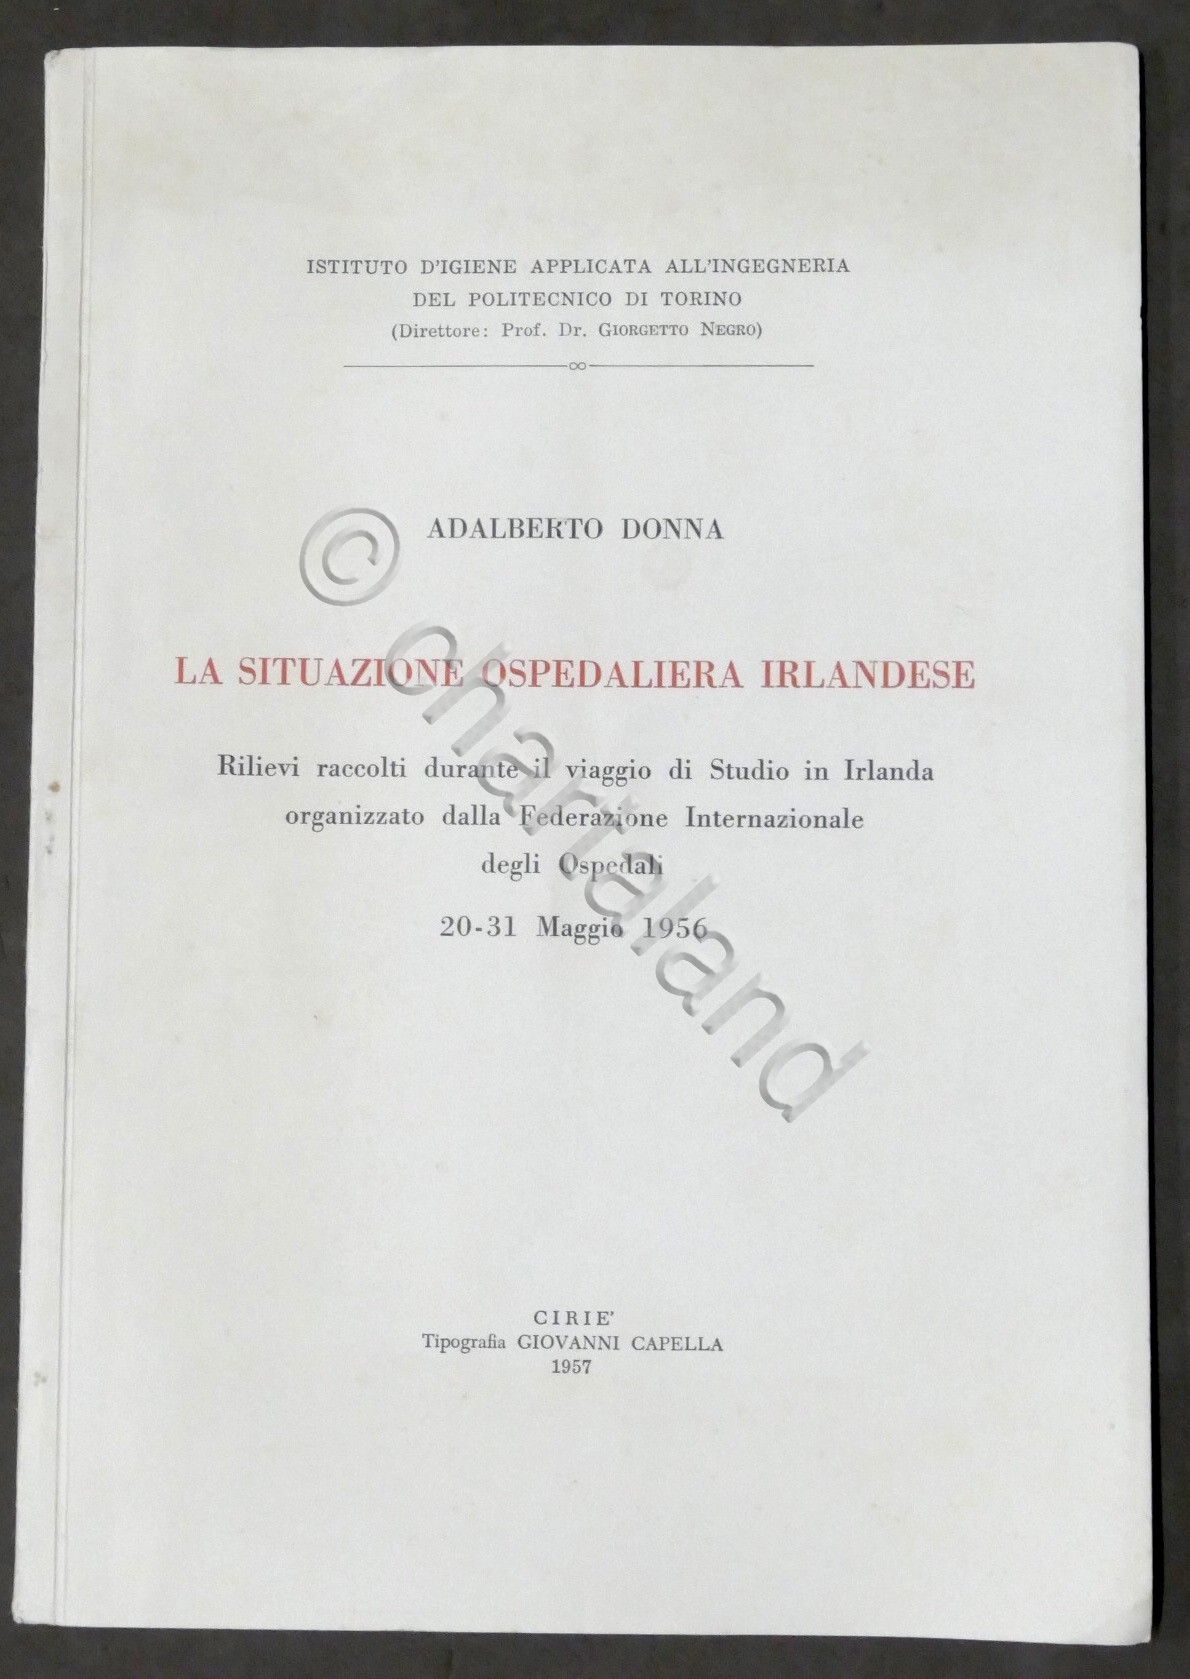 ISTITUTO D'IGIENE APPLICATA ALL'INGEGNERIA
DEL POLITECNICO DI TORINO
(Direttore: Prof. Dr. GIORGETTO NEGRO)
ADALBERTO DONNA
LA SITUAZIONE OSPEDALIERA IRLANDESE
Rilievi raccolti durante il viaggio di Studio in Irlanda
organizzato dalla Federazione Internazionale
degli Ospedali
20-31 Maggio 1956
© chartaland
CIRIE'
Tipografia GIOVANNI CAPELLA
1957